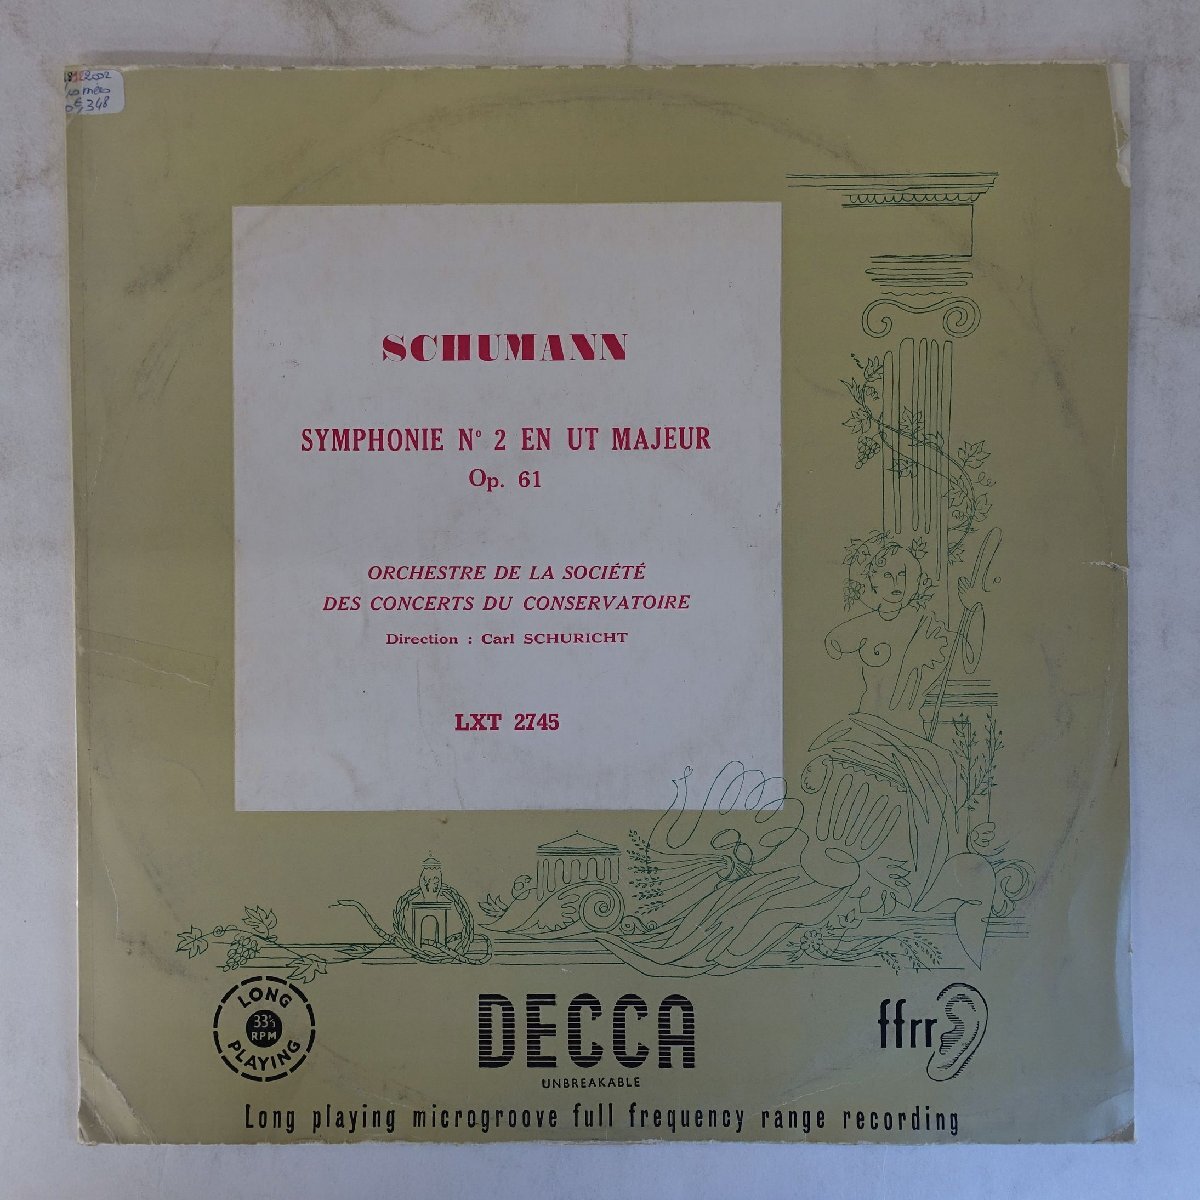 SCHUMANN
SYMPHONIE Nº 2 EN UT MAJEUR
Op. 61
ORCHESTRE DE LA SOCIÉTÉ
DES CONCERTS DU CONSERVATOIRE
Direction : Carl SCHURICHT
LXT 2745
LONG
33⅓
RPM
PLAYING
DECCA
UNBREAKABLE
ffrr
Long playing microgroove full frequency range recording